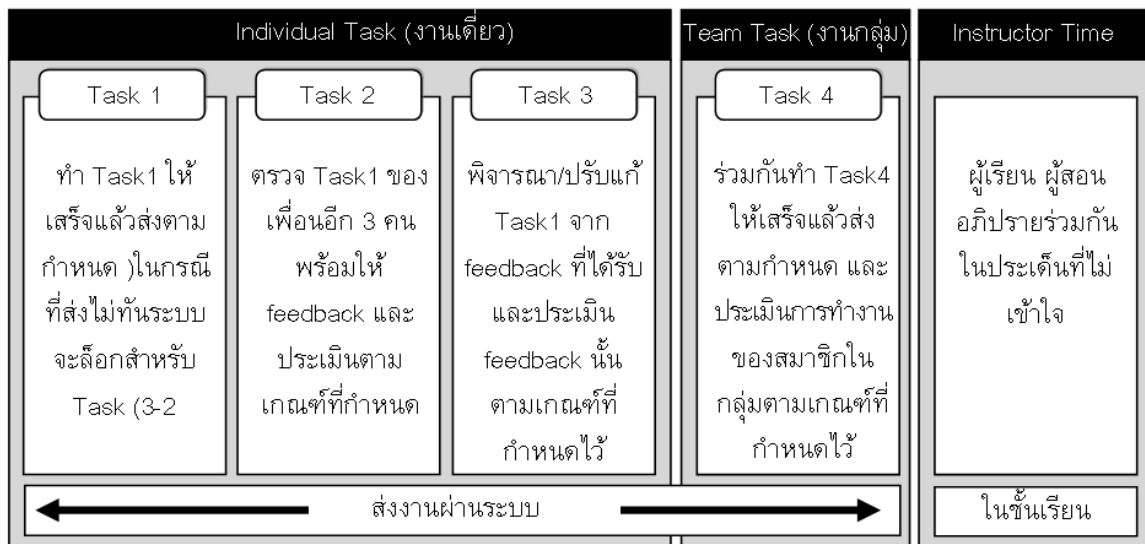 Individual Task (งานเดี่ยว)
Team Task (งานกลุ่ม)
Instructor Time
Task 1
ทำ Task1 ให้
เสร็จแล้วส่งตาม
กำหนด )ในกรณี
ที่ส่งไม่ทันระบบ
จะล็อกสำหรับ
Task (3-2
Task 2
ตรวจ Task1 ของ
เพื่อนอีก 3 คน
พร้อมให้
feedback และ
ประเมินตาม
เกณฑ์ที่กำหนด
Task 3
พิจารณา/ปรับแก้
Task1 จาก
feedback ที่ได้รับ
และประเมิน
feedback นั้น
ตามเกณฑ์ที่
กำหนดไว้
Task 4
ร่วมกันทำ Task4
ให้เสร็จแล้วส่ง
ตามกำหนด และ
ประเมินการทำงาน
ของสมาชิกใน
กลุ่มตามเกณฑ์ที่
กำหนดไว้
ผู้เรียน ผู้สอน
อภิปรายร่วมกัน
ในประเด็นที่ไม่
เข้าใจ
ส่งงานผ่านระบบ
ในชั้นเรียน